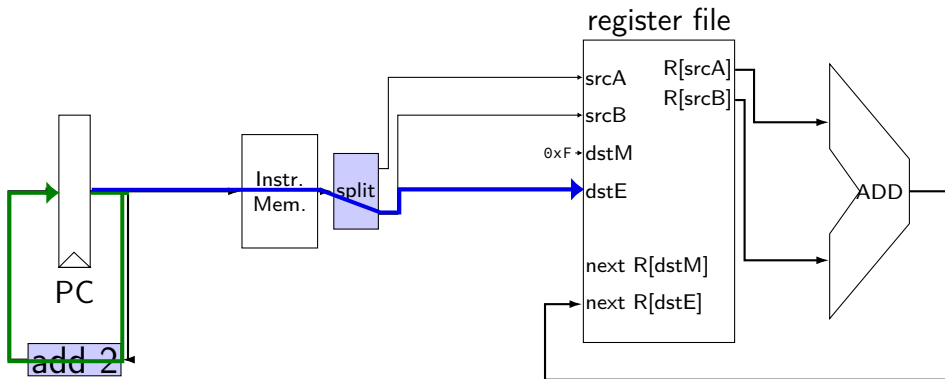 register file
srcA
R[srcA]
R[srcB]
srcB
0xF
dstM
Instr.
Mem.
split
dstE
ADD
next R[dstM]
PC
next R[dstE]
add 2